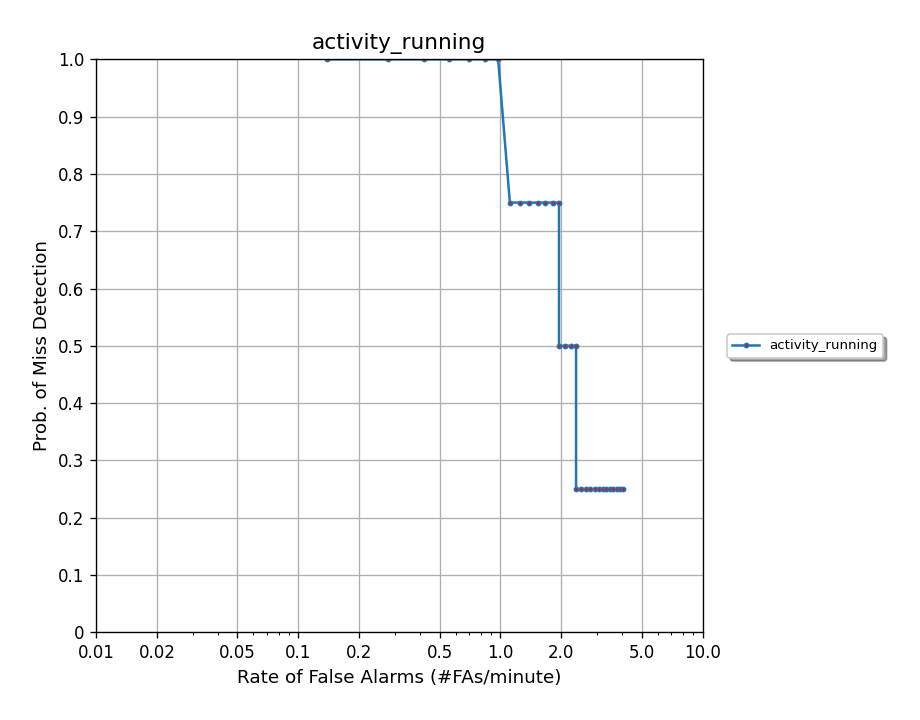 activity_running
1.0
0.9
0.8
0.7
0.6
0.5
0.4
0.3
0.2
0.1
0
Prob. of Miss Detection
0.01 0.02 0.05 0.1 0.2 0.5 1.0 2.0 5.0 10.0
Rate of False Alarms (#FAs/minute)
activity_running